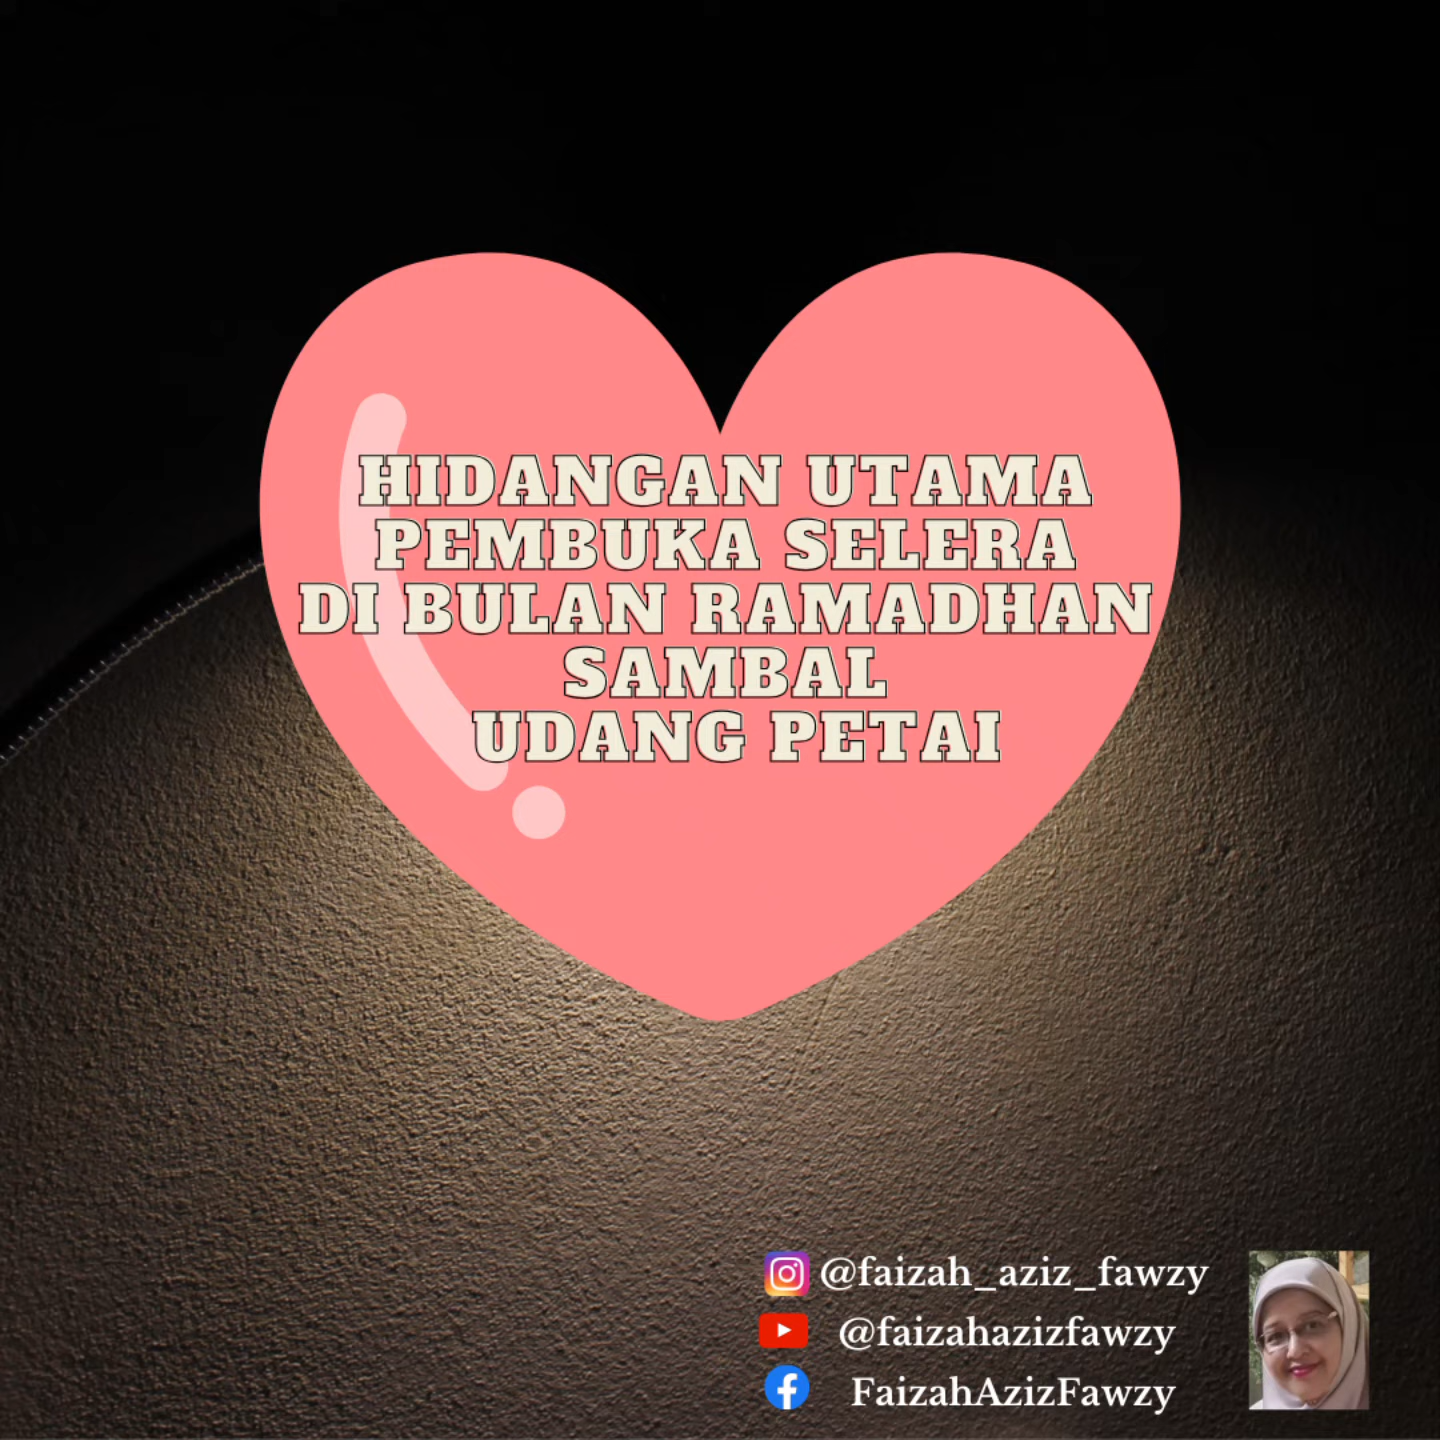 HIDANGAN UTAMA
PEMBUKA SELERA
DI BULAN RAMADHAN
SAMBAL
UDANG PETAI
@faizah_aziz_fawzy
@faizahazizfawzy
FaizahAzizFawzy